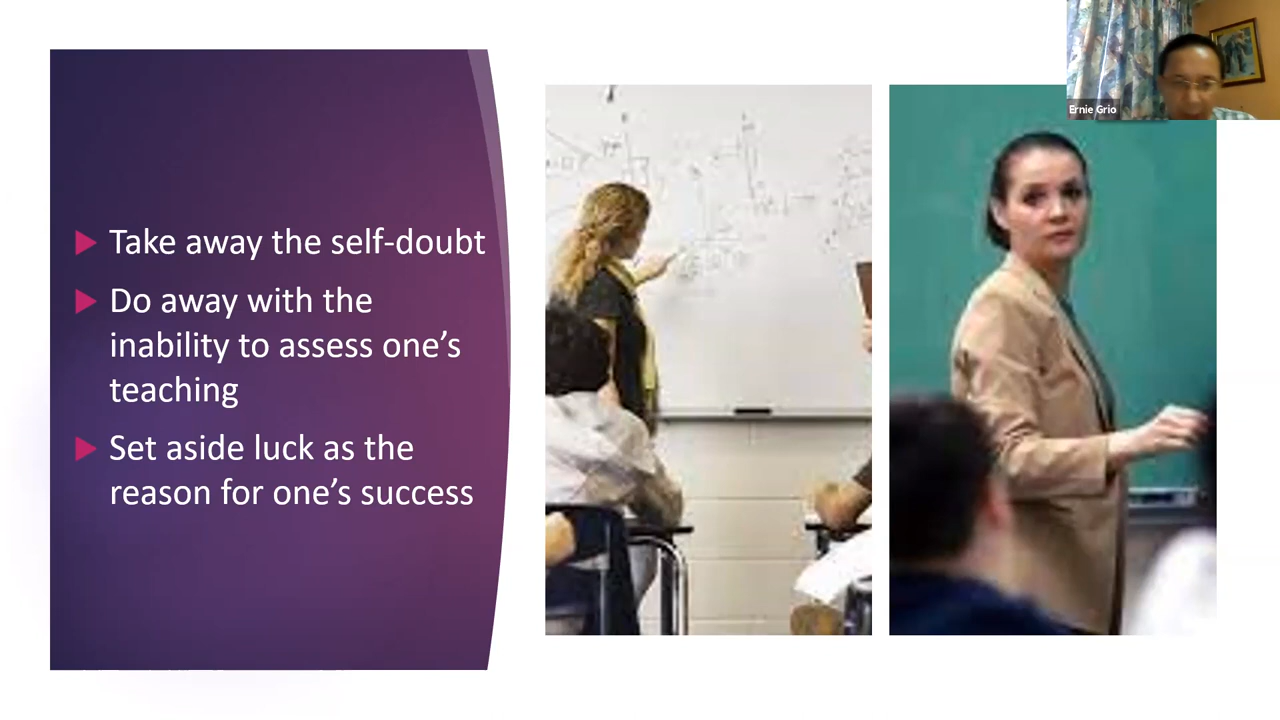 Take away the self-doubt
Do away with the
inability to assess one’s
teaching
Set aside luck as the
reason for one’s success
Ernie Grio